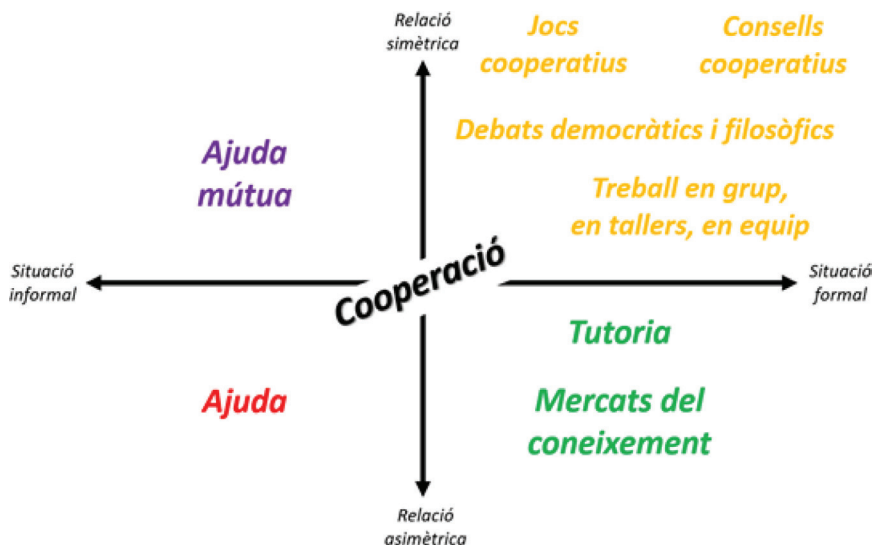 Relació
simètrica
Jocs
cooperatius
Consells
cooperatius
Debats democràtics i filosòfics
Ajuda
mútua
Treball en grup,
en tallers, en equip
Situació
informal
Cooperació
Situació
formal
Tutoria
Ajuda
Mercats del
coneixement
Relació
asimètrica